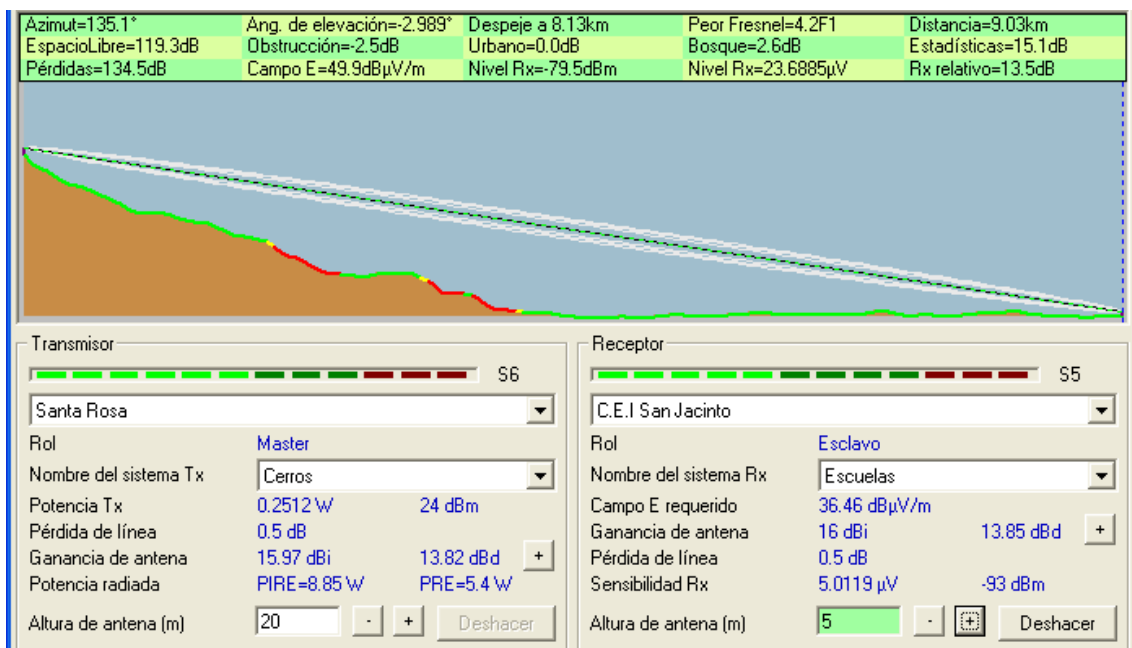 Azimut=135.1° Ang. de elevación=-2.989° Despeje a 8.13km Peor Fresnel=4.2F1 Distancia=9.03km
EspacioLibre=119.3dB Obstrucción=-2.5dB Urbano=0.0dB Bosque=2.6dB Estadísticas=15.1dB
Pérdidas=134.5dB Campo E=49.9dBµV/m Nivel Rx=-79.5dBm Nivel Rx=23.6885µV Rx relativo=13.5dB
Transmisor
S6
Santa Rosa
Rol Master
Nombre del sistema Tx Cerros
Potencia Tx 0.2512 W 24 dBm
Pérdida de línea 0.5 dB
Ganancia de antena 15.97 dBi 13.82 dBd +
Potencia radiada PIRE=8.85 W PRE=5.4 W
Altura de antena (m) 20 - + Deshacer
Receptor
S5
C.E.I San Jacinto
Rol Esclavo
Nombre del sistema Rx Escuelas
Campo E requerido 36.46 dBµV/m
Ganancia de antena 16 dBi 13.85 dBd +
Pérdida de línea 0.5 dB
Sensibilidad Rx 5.0119 µV -93 dBm
Altura de antena (m) 5 - + Deshacer